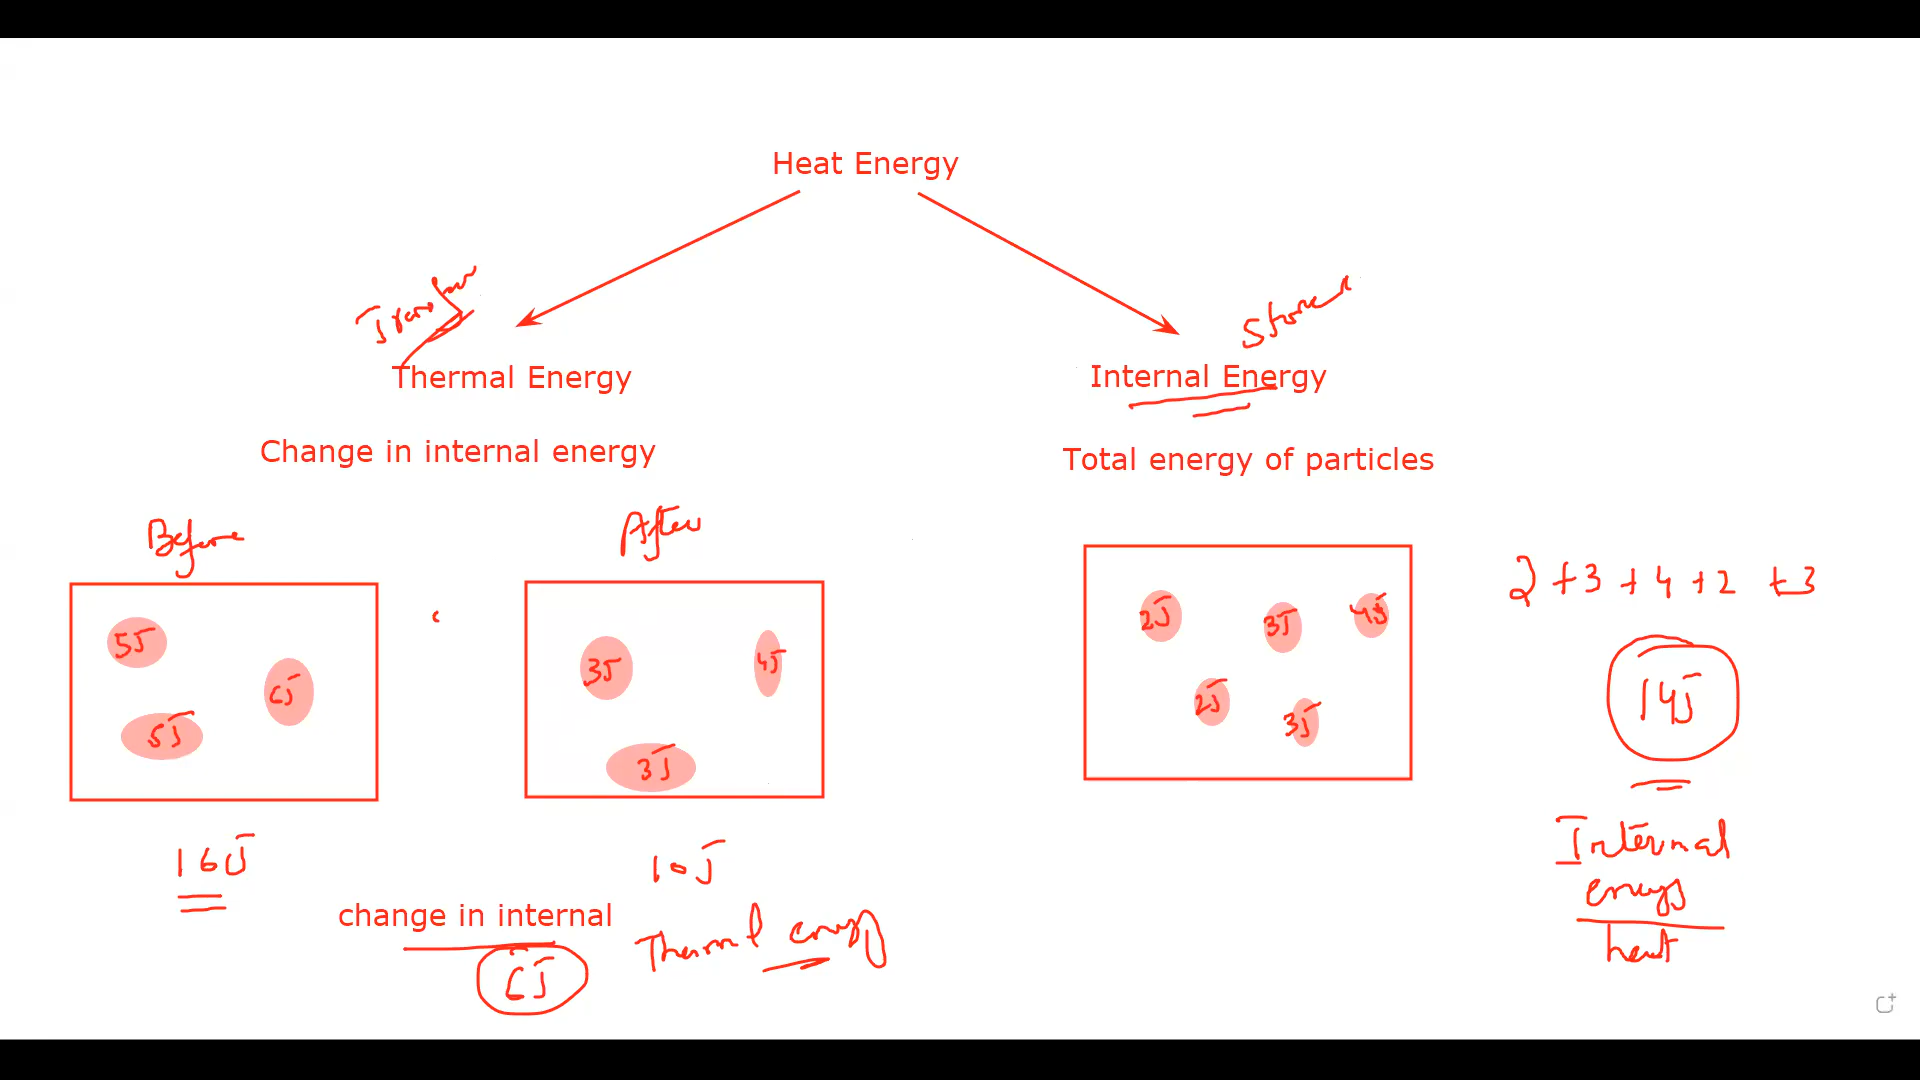 Heat Energy
Transfer
Stored
Thermal Energy
Internal Energy
Change in internal energy
Total energy of particles
Before
After
5J
6J
5J
3J
4J
3J
2J
3J
4J
2J
3J
2 + 3 + 4 + 2 + 3
14J
Internal
energy
heat
16J
10J
change in internal
6J
Thermal energy